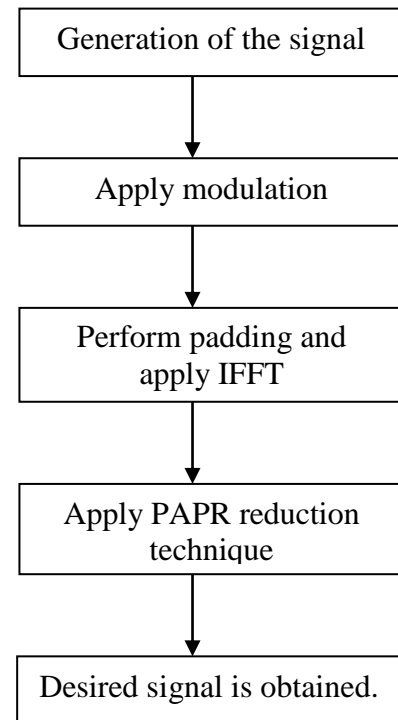 Generation of the signal
Apply modulation
Perform padding and
apply IFFT
Apply PAPR reduction
technique
Desired signal is obtained.